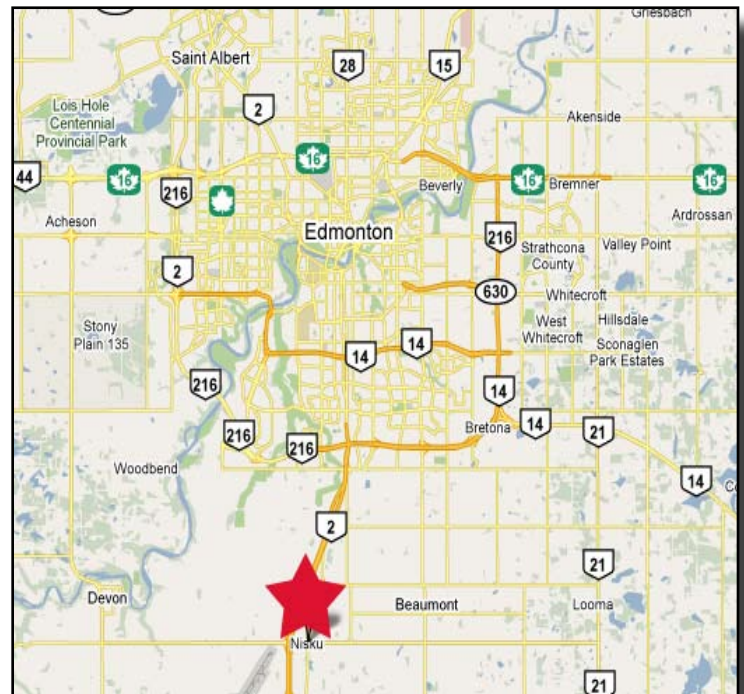 Griesbach
Saint Albert
28
15
Lois Hole
Centennial
Provincial Park
2
Akenside
44
16
216
16
Beverly
16
Bremner
16
Acheson
Ardrossan
Edmonton
216
Strathcona
County
Valley Point
2
630
Whitecroft
Stony
Plain 135
West
Whitecroft
Hillsdale
Sconaglen
Park Estates
14
14
216
14
216
216
Bretona
14
21
Woodbend
14
2
21
Devon
Beaumont
Looma
Nisku
21